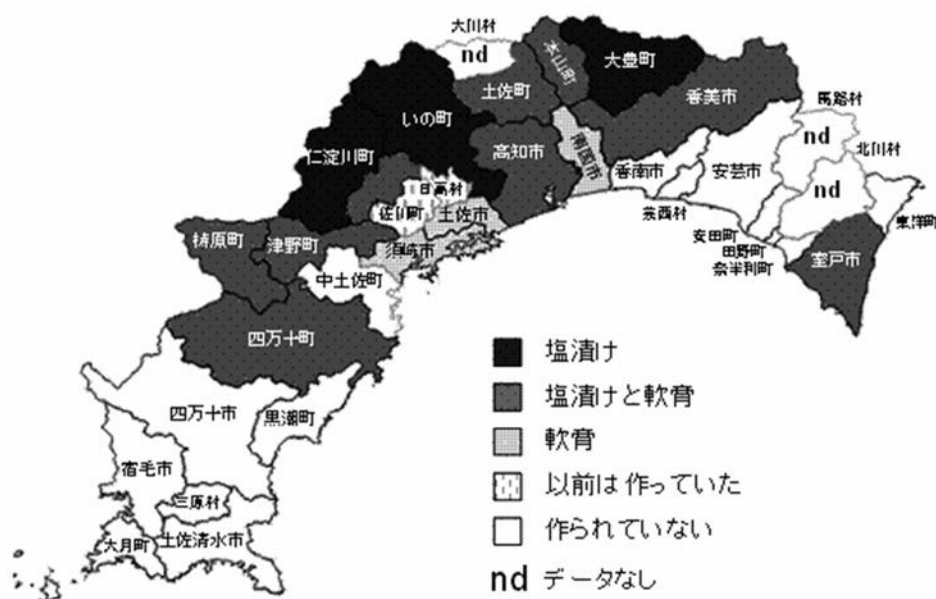 大川村
nd
本山町
大豊町
土佐町
香美市
馬路村
いの町
nd
北川村
仁淀川町
高知市
南国市
香南市
安芸市
日高村
nd
佐川町
土佐市
芸西村
東洋町
梼原町
津野町
須崎市
安田町
田野町
奈半利町
室戸市
中土佐町
四万十町
塩漬け
塩漬けと軟膏
四万十市
黒潮町
軟膏
宿毛市
以前は作っていた
三原村
作られていない
大月町
土佐清水市
nd データなし